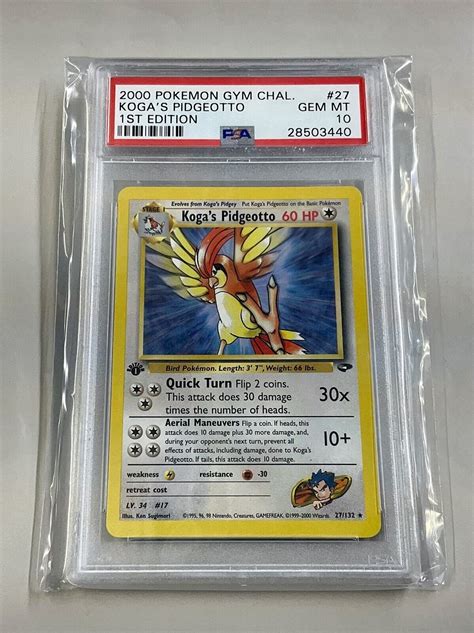 2000 POKEMON GYM CHAL. #27
KOGA'S PIDGEOTTO GEM MT
1ST EDITION 10
PSA 28503440
STAGE 1 Evolves from Koga's Pidgey Put Koga's Pidgeotto on the Basic Pokémon
Koga's Pidgeotto 60 HP
Bird Pokémon. Length: 3' 7", Weight: 66 lbs.
Quick Turn Flip 2 coins.
This attack does 30 damage 30x
times the number of heads.
Aerial Maneuvers Flip a coin. If heads, this
attack does 10 damage plus 30 more damage, and,
during your opponent's next turn, prevent all 10+
effects of attacks, including damage, done to Koga's
Pidgeotto. If tails, this attack does 10 damage.
weakness resistance -30
retreat cost
LV. 34 #17
Illus. Ken Sugimori ©1995, 96, 98 Nintendo, Creatures, GAMEFREAK. ©1999-2000 Wizards. 27/132 ★